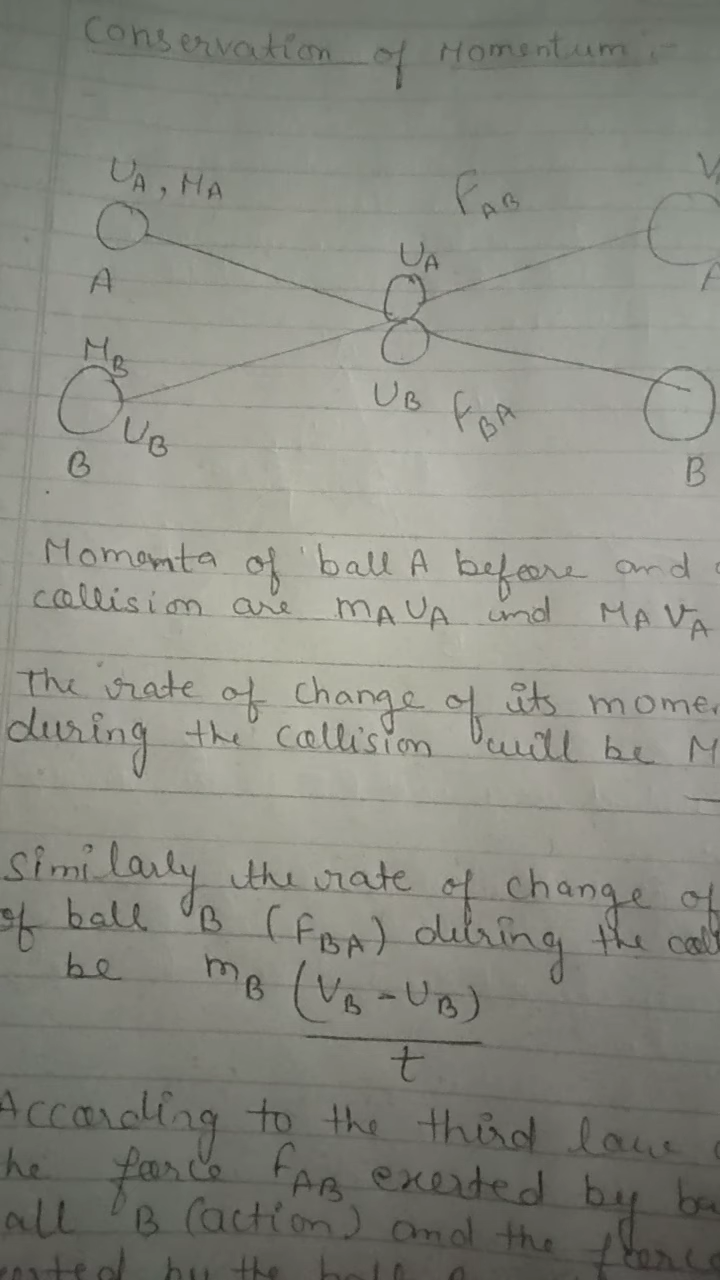 Conservation of Momentum :-
UA, MA
FAB
V
UA
A
A
MB
UB
UB
FBA
B
B
Momenta of ball A before and
collision are mAUA and MAVA
The rate of change of its
during the collision will be M
Similarly the rate of change of
of ball B (FBA) during the
be mB (VB - UB)
t
According to the third law
force FAB exerted by
B (action) and the force
by the